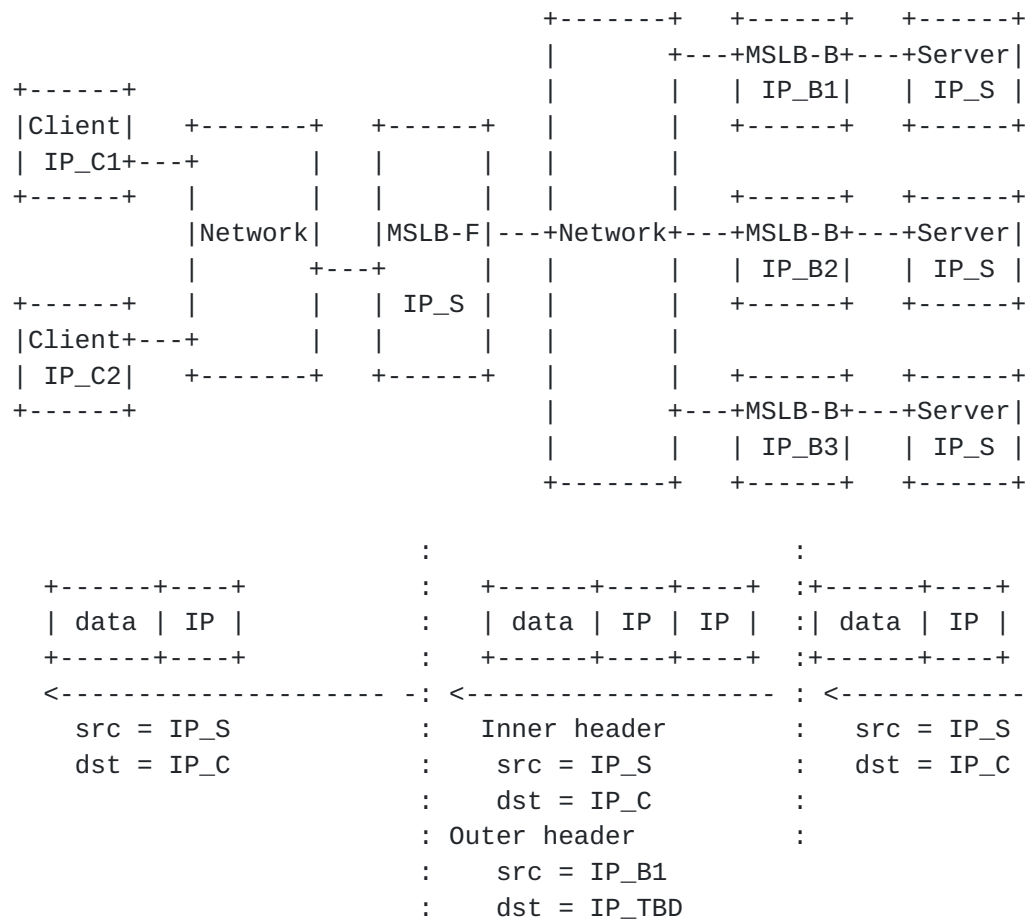 +-------+   +------+   +------+
                                     |       +---+MSLB-B+---+Server|
+------+                             |       |   | IP_B1|   | IP_S |
|Client|   +-------+   +------+   |       |   +------+   +------+
| IP_C1+---+       |   |      |   |       |
+------+   |       |   |      |   |       |   +------+   +------+
           |Network|   |MSLB-F|---+Network+---+MSLB-B+---+Server|
           |       +---+      |   |       |   | IP_B2|   | IP_S |
+------+   |       |   | IP_S |   |       |   +------+   +------+
|Client+---+       |   |      |   |       |
| IP_C2|   +-------+   +------+   |       |   +------+   +------+
+------+                          |       +---+MSLB-B+---+Server|
                                  |       |   | IP_B3|   | IP_S |
                                  +-------+   +------+   +------+
                       :                    :
  +------+----+          :   +------+----+----+  :+------+----+
  | data | IP |          :   | data | IP | IP |  :| data | IP |
  +------+----+          :   +------+----+----+  :+------+----+
  <--------------------- -: <-------------------- : <------------
    src = IP_S           :   Inner header       :   src = IP_S
    dst = IP_C           :    src = IP_S        :   dst = IP_C
                         :    dst = IP_C        :
                         : Outer header         :
                         :    src = IP_B1
                         :    dst = IP_TBD